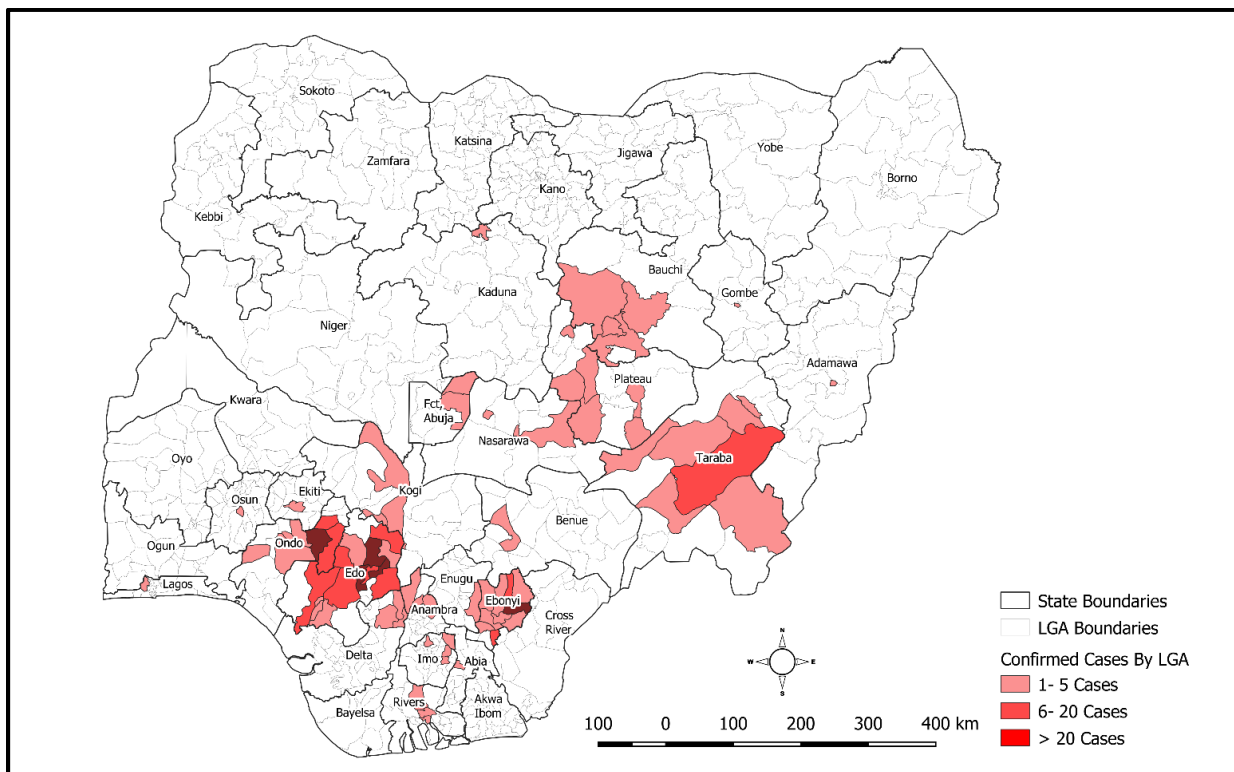 Sokoto
Katsina
Zamfara
Jigawa
Yobe
Kano
Borno
Kebbi
Bauchi
Kaduna
Gombe
Niger
Adamawa
Plateau
Fct,
Abuja
Kwara
Nasarawa
Oyo
Taraba
Ekiti
Kogi
Osun
Benue
Ondo
Ogun
Edo
Enugu
Lagos
Ebonyi
Anambra
Cross
River
Delta
Imo
Abia
Rivers
Akwa
Ibom
Bayelsa
N
W
E
S
State Boundaries
LGA Boundaries
Confirmed Cases By LGA
1- 5 Cases
6- 20 Cases
> 20 Cases
100 0 100 200 300 400 km